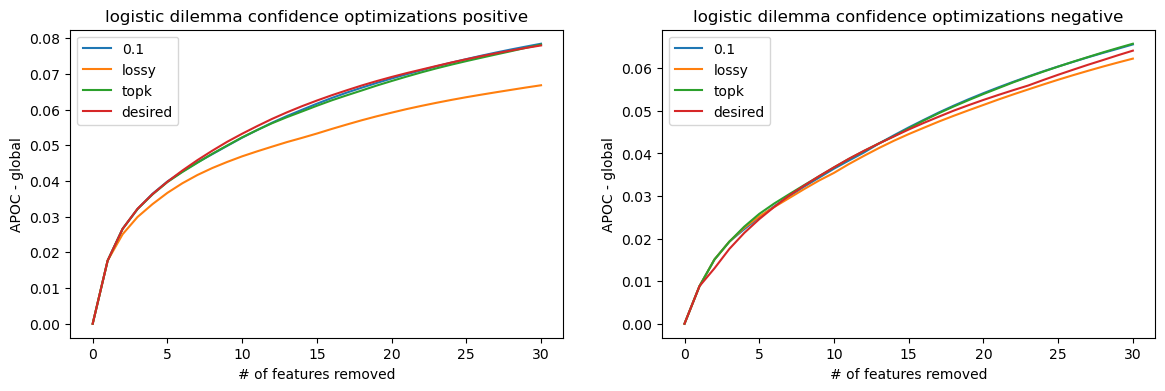 logistic dilemma confidence optimizations positive
APOC - global
0.08
0.07
0.06
0.05
0.04
0.03
0.02
0.01
0.00
0.1
lossy
topk
desired
0 5 10 15 20 25 30
# of features removed
logistic dilemma confidence optimizations negative
APOC - global
0.06
0.05
0.04
0.03
0.02
0.01
0.00
0.1
lossy
topk
desired
0 5 10 15 20 25 30
# of features removed